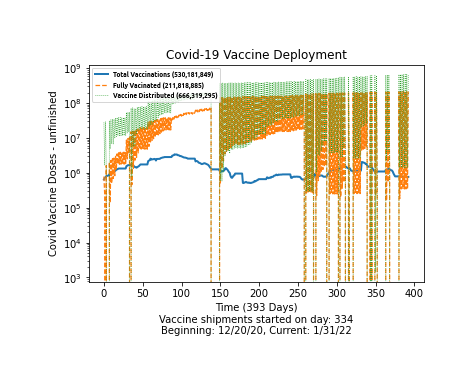 Covid-19 Vaccine Deployment
Total Vaccinations (530,181,849)
Fully Vacinated (211,818,885)
Vaccine Distributed (666,319,295)
Covid Vaccine Doses - unfinished
10⁹
10⁸
10⁷
10⁶
10⁵
10⁴
10³
0 50 100 150 200 250 300 350 400
Time (393 Days)
Vaccine shipments started on day: 334
Beginning: 12/20/20, Current: 1/31/22